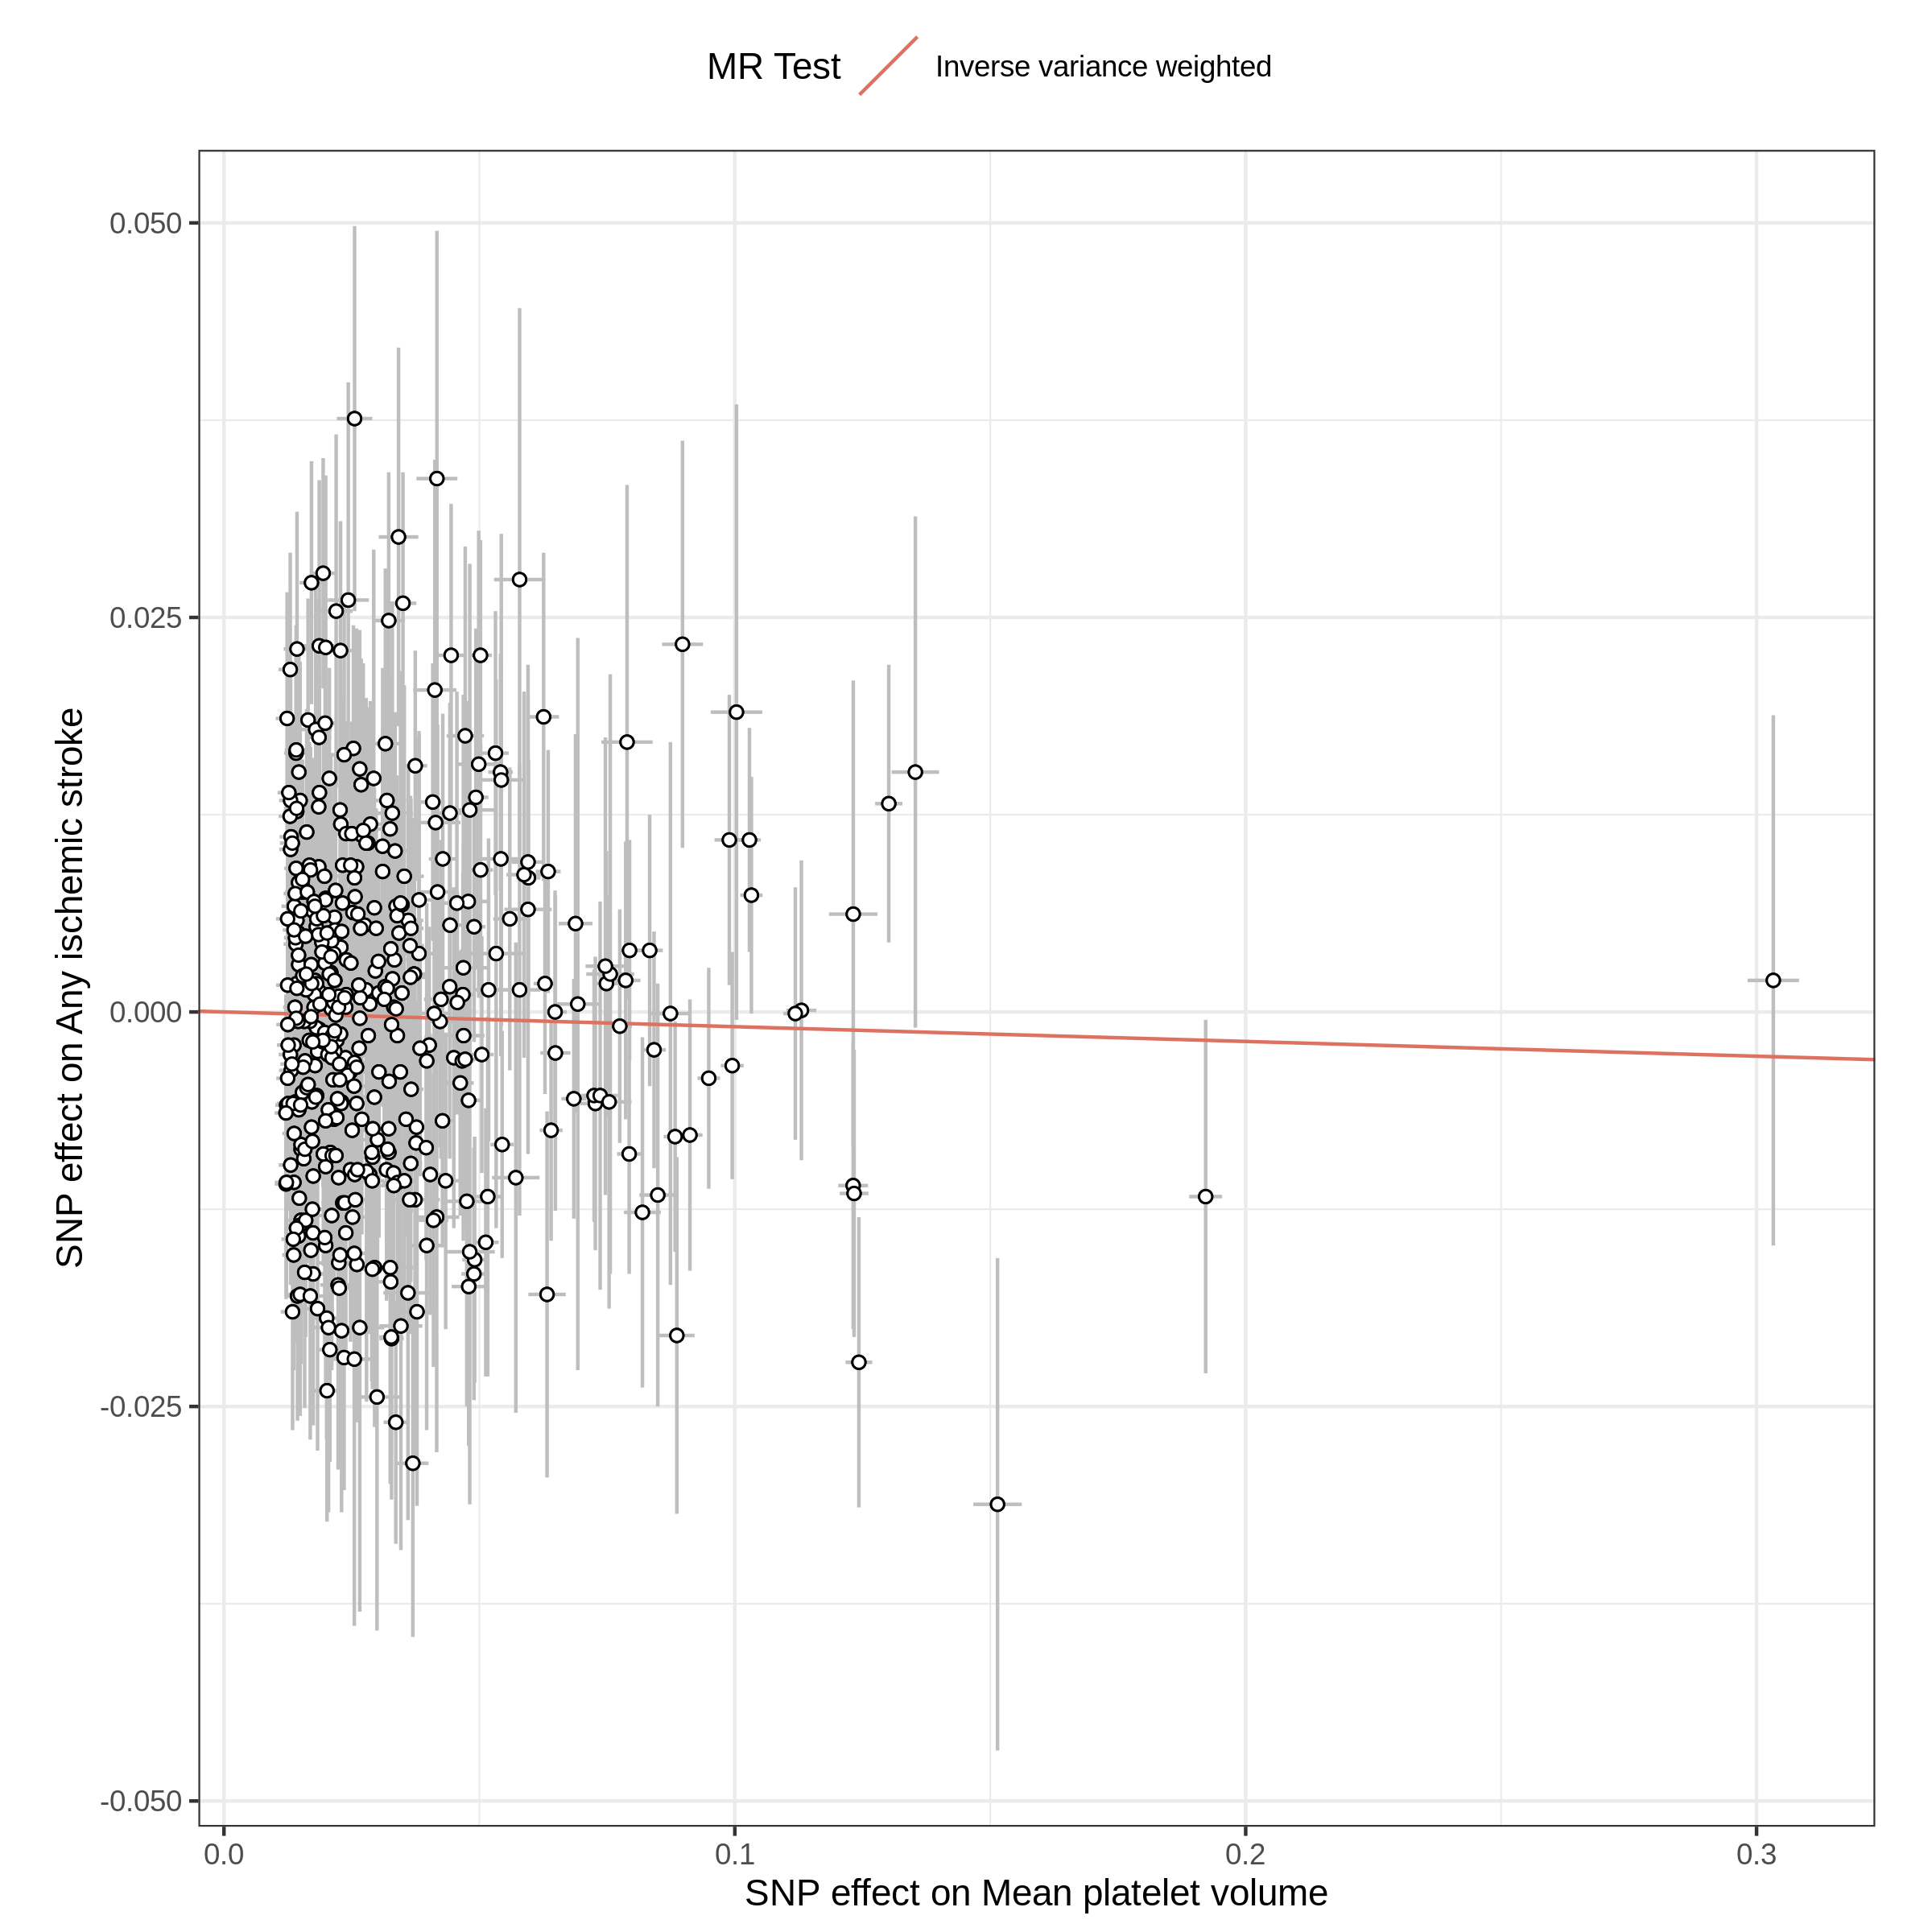 MR Test
Inverse variance weighted
SNP effect on Any ischemic stroke
0.050
0.025
0.000
-0.025
-0.050
0.0
0.1
0.2
0.3
SNP effect on Mean platelet volume